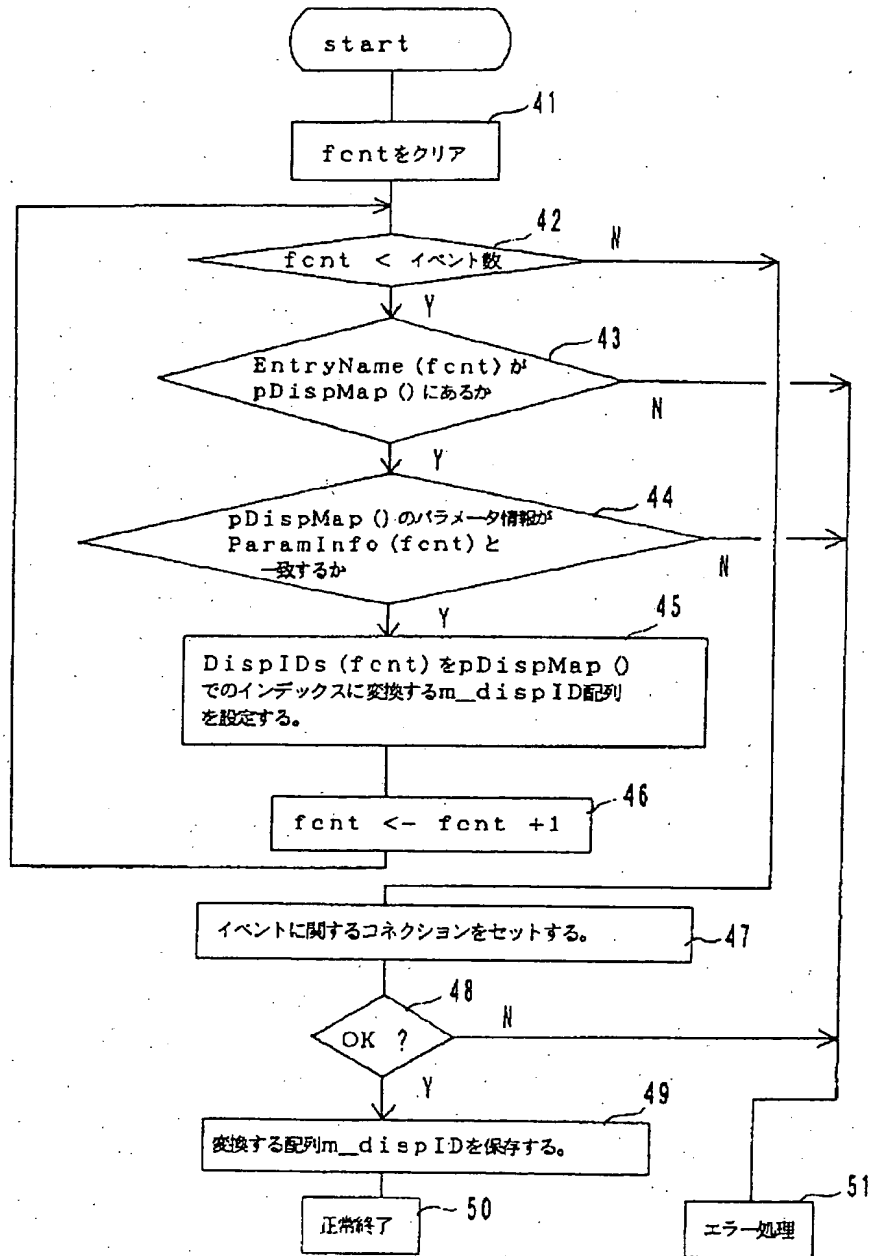 start
41
fcntをクリア
42
fcnt < イベント数
N
Y
43
EntryName(fcnt)が
pDispMap()にあるか
N
Y
44
pDispMap()のパラメータ情報が
ParamInfo(fcnt)と
一致するか
N
Y
45
DispIDs(fcnt)をpDispMap()
でのインデックスに変換するm_dispID配列
を設定する。
46
fcnt <- fcnt +1
イベントに関するコネクションをセットする。
47
48
OK ?
N
Y
49
変換する配列m_dispIDを保存する。
正常終了
50
51
エラー処理